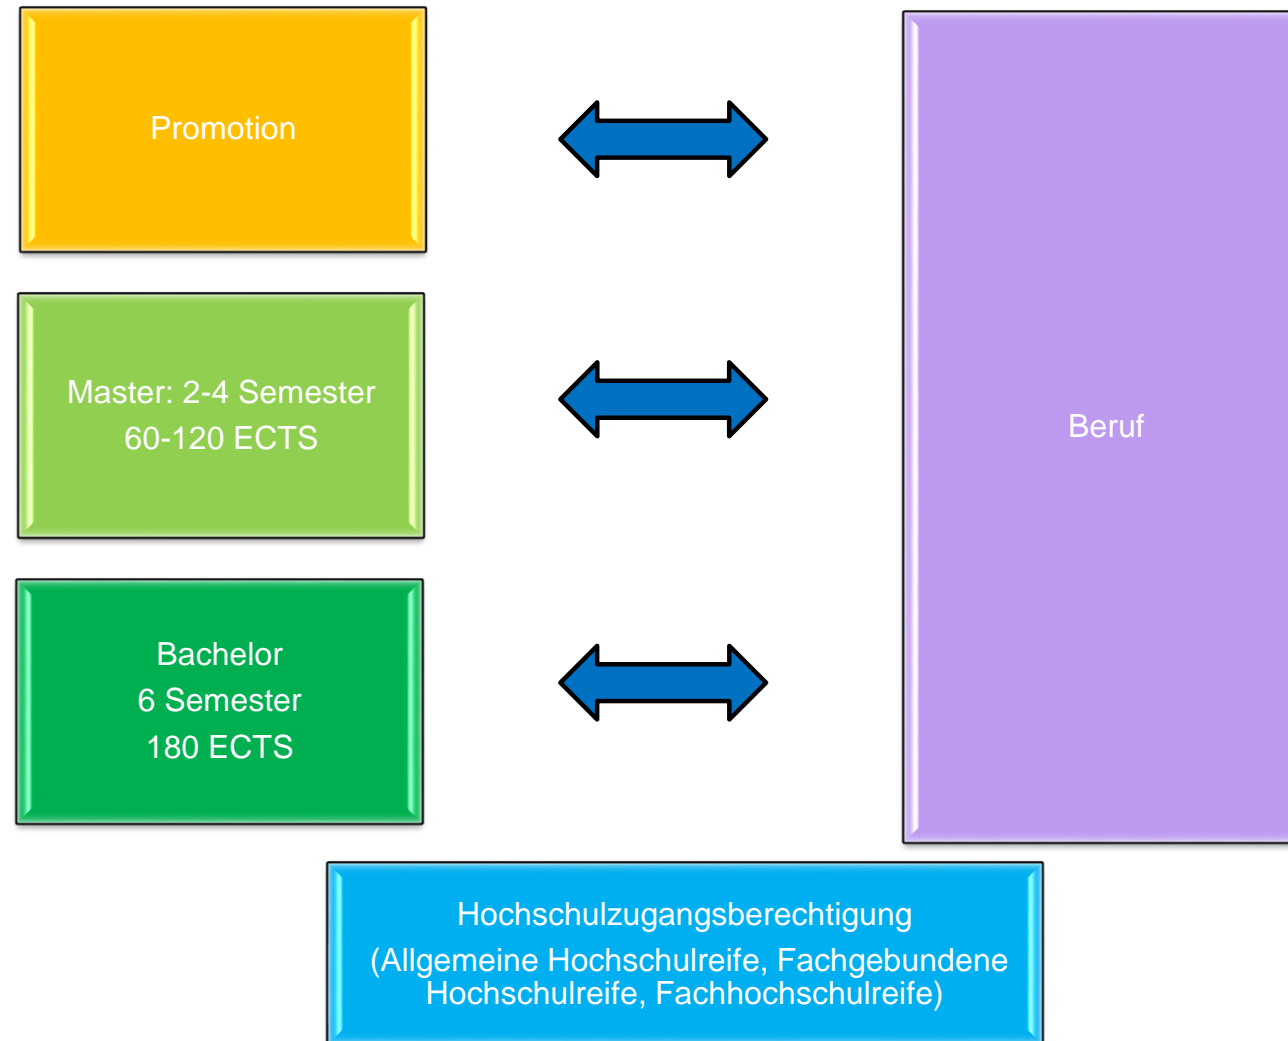 Promotion
Master: 2-4 Semester
60-120 ECTS
Beruf
Bachelor
6 Semester
180 ECTS
Hochschulzugangsberechtigung
(Allgemeine Hochschulreife, Fachgebundene
Hochschulreife, Fachhochschulreife)